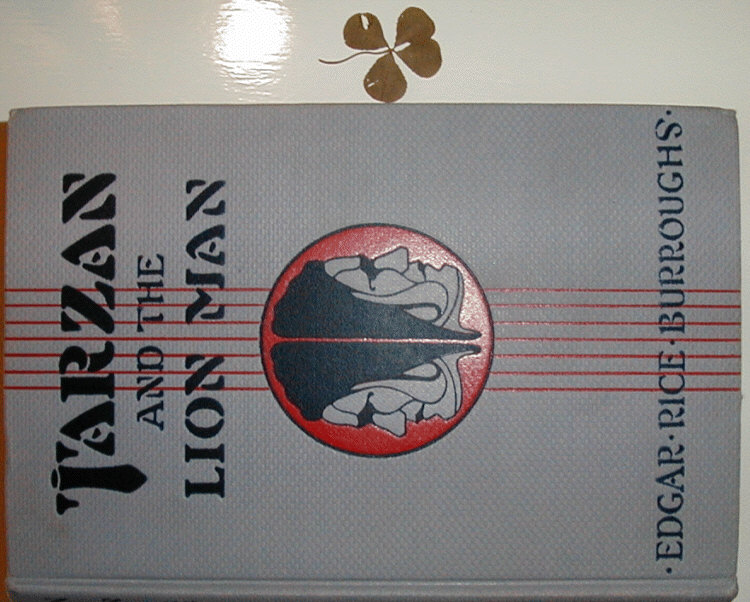 TARZAN
AND THE
LION MAN
·EDGAR·RICE·BURROUGHS·